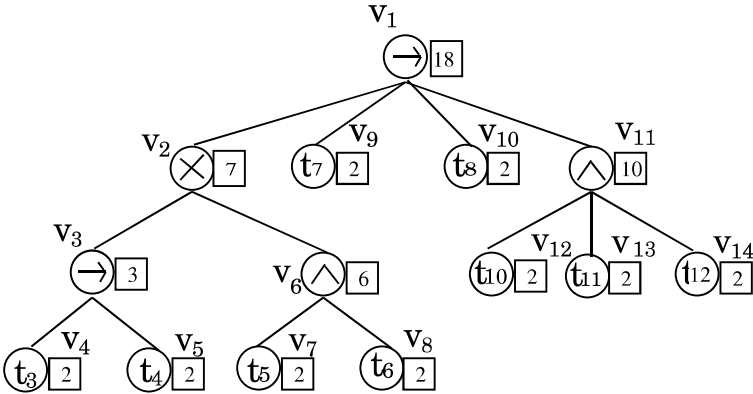 v1
→ 18
v2 v9 v10 v11
× 7 t7 2 t8 2 ∧ 10
v3 v6 v12 v13 v14
→ 3 ∧ 6 t10 2 t11 2 t12 2
v4 v5 v7 v8
t3 2 t4 2 t5 2 t6 2